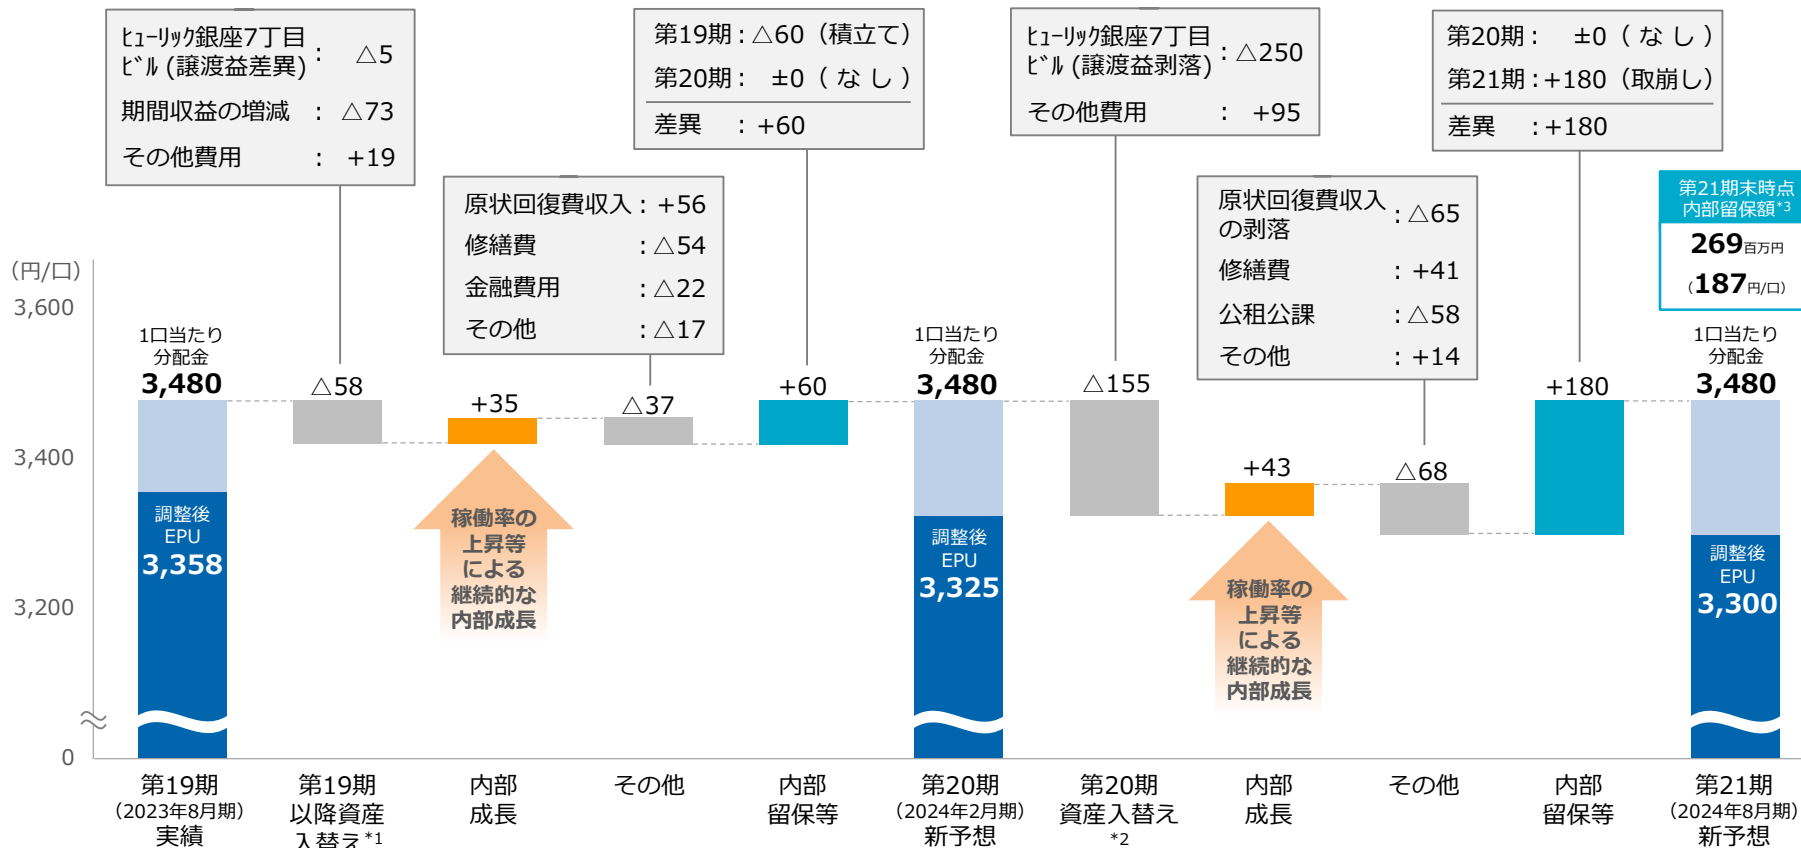 ﾋｭｰﾘｯｸ銀座7丁目
ﾋﾞﾙ (譲渡益差異) : △5
期間収益の増減 : △73
その他費用 : +19
第19期 : △60 (積立て)
第20期 : ±0 (なし)
差異 : +60
ﾋｭｰﾘｯｸ銀座7丁目
ﾋﾞﾙ (譲渡益剥落) : △250
その他費用 : +95
第20期 : ±0 (なし)
第21期 : +180 (取崩し)
差異 : +180
原状回復費収入 : +56
修繕費 : △54
金融費用 : △22
その他 : △17
原状回復費収入
の剥落 : △65
修繕費 : +41
公租公課 : △58
その他 : +14
第21期末時点
内部留保額*3
269百万円
(187円/口)
(円/口)
3,600
3,400
3,200
0
1口当たり
分配金
3,480
調整後
EPU
3,358
△58
+35
△37
+60
稼働率の
上昇等
による
継続的な
内部成長
1口当たり
分配金
3,480
調整後
EPU
3,325
△155
+43
△68
+180
稼働率の
上昇等
による
継続的な
内部成長
1口当たり
分配金
3,480
調整後
EPU
3,300
第19期
(2023年8月期)
実績
第19期
以降資産
入替え*1
内部
成長
その他
内部
留保等
第20期
(2024年2月期)
新予想
第20期
資産入替え
*2
内部
成長
その他
内部
留保等
第21期
(2024年8月期)
新予想